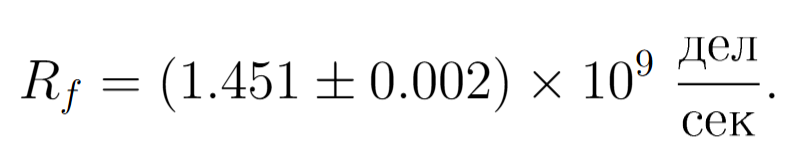 R_f = (1.451 ± 0.002) × 10^9 дел/сек.